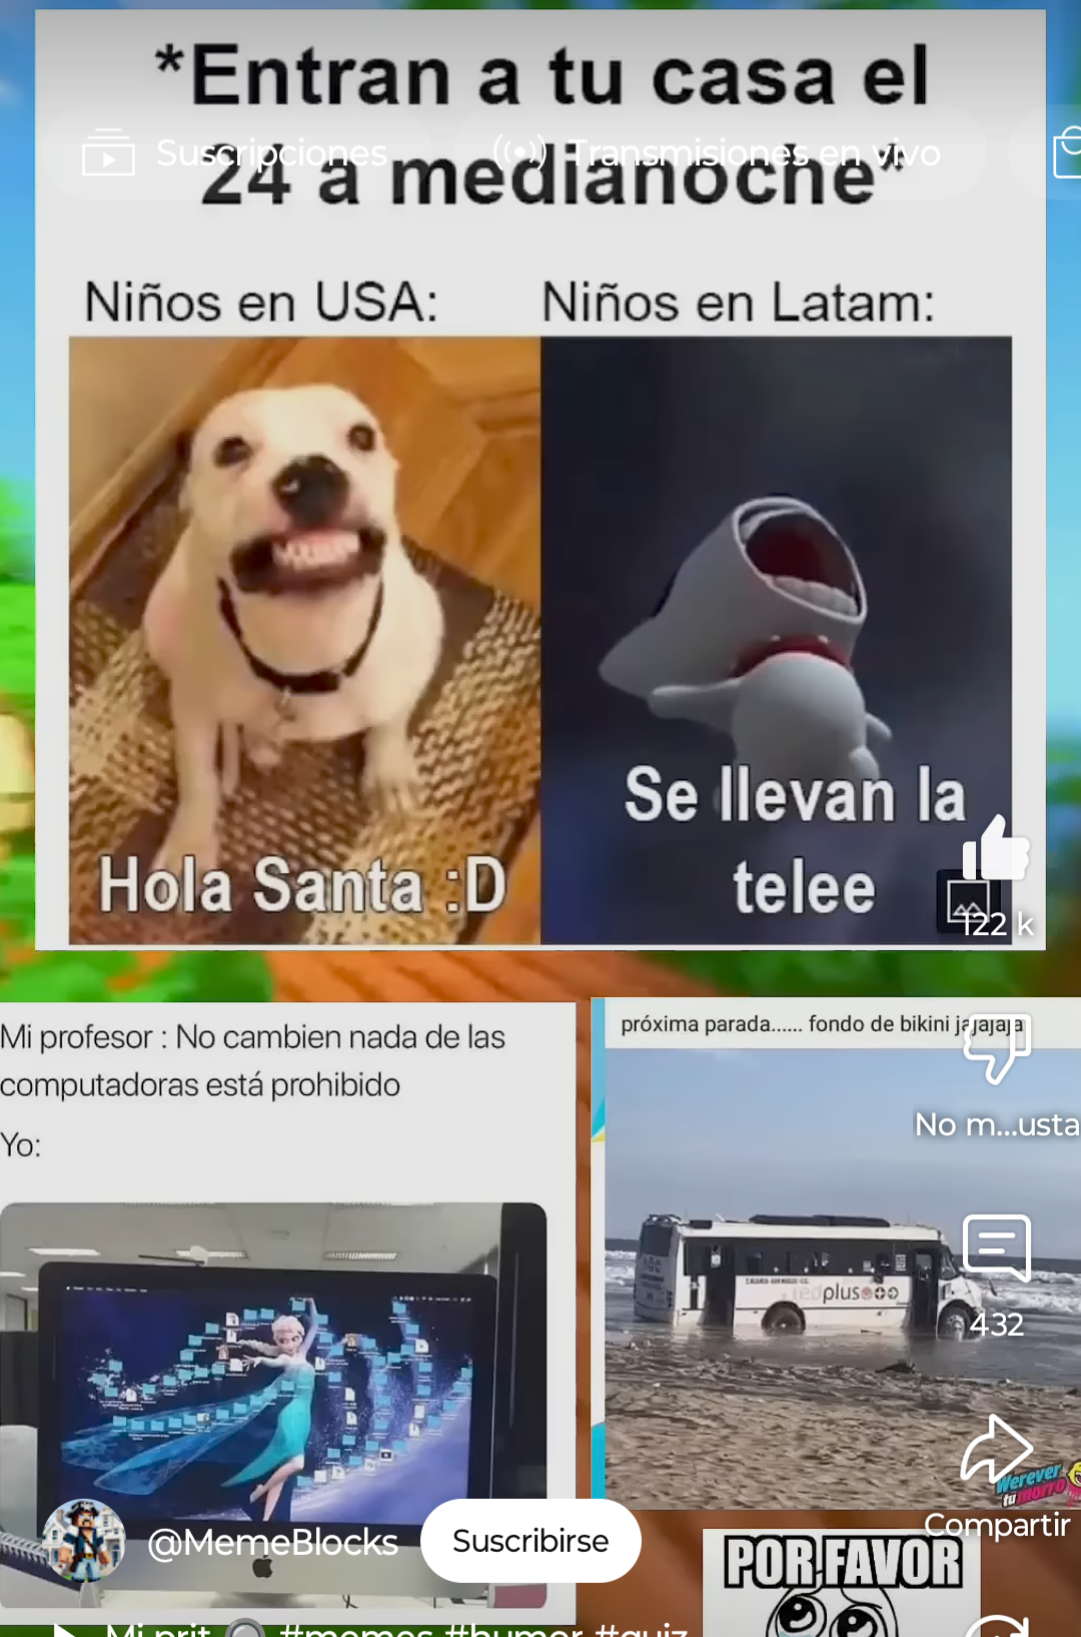 *Entran a tu casa el
Suscripciones
Transmisiones en vivo
24 a medianoche*
Niños en USA:
Niños en Latam:
Hola Santa :D
Se llevan la
telee
122 k
Mi profesor : No cambien nada de las
computadoras está prohibido
Yo:
próxima parada...... fondo de bikini jajajaja
No m...usta
redplus
432
Werever
tu morro
Compartir
@MemeBlocks
Suscribirse
POR FAVOR
Mi prit #memes #humor #quiz